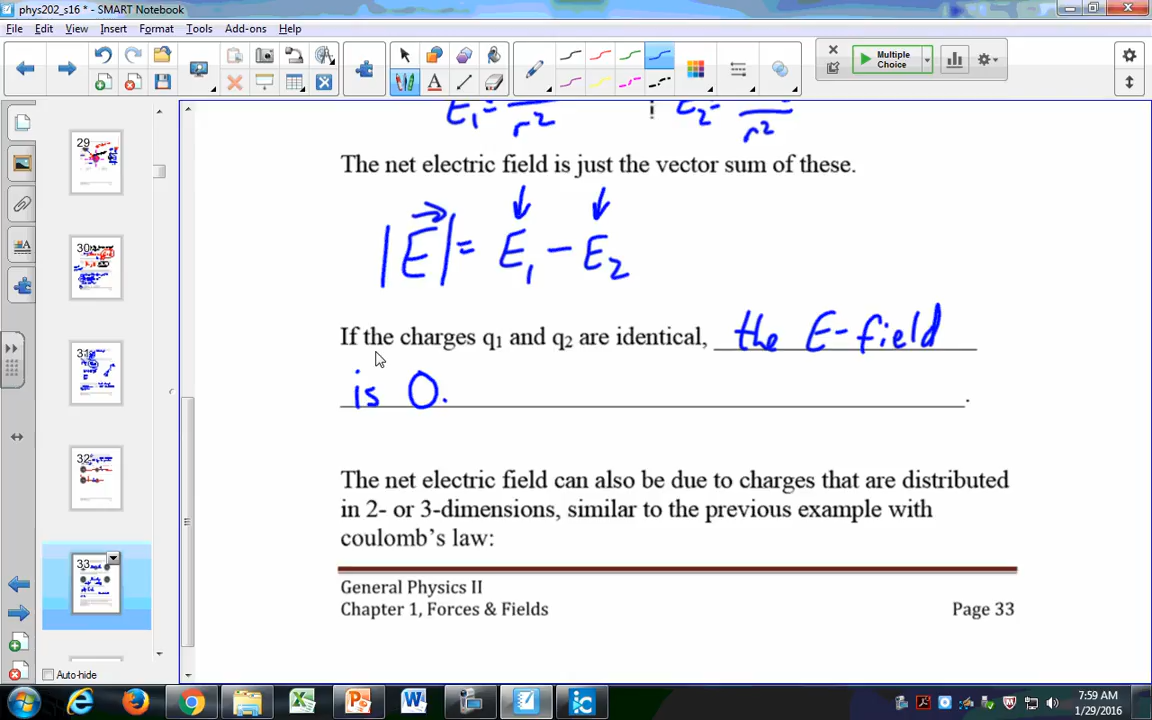 phys202_s16 * - SMART Notebook
File Edit View Insert Format Tools Add-ons Help
Multiple
Choice
E₁= r²
E₂= r²
The net electric field is just the vector sum of these.
|E| = E₁ - E₂
If the charges q₁ and q₂ are identical, the E-field
is 0.
The net electric field can also be due to charges that are distributed
in 2- or 3-dimensions, similar to the previous example with
coulomb's law:
General Physics II
Chapter 1, Forces & Fields
Page 33
29
30
31
32
33
Auto-hide
7:59 AM
1/29/2016